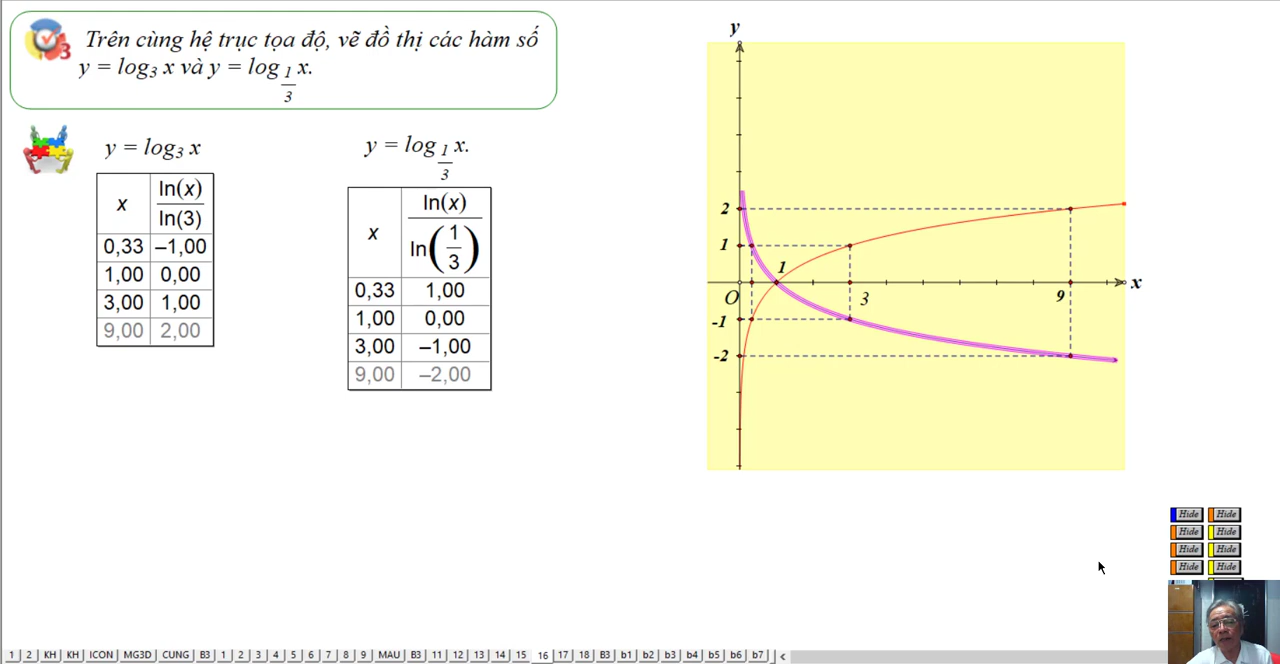 Trên cùng hệ trục tọa độ, vẽ đồ thị các hàm số
y = log₃ x và y = log_{1/3} x.
y = log₃ x
x | ln(x)/ln(3)
0,33 | –1,00
1,00 | 0,00
3,00 | 1,00
9,00 | 2,00
y = log_{1/3} x.
x | ln(x)/ln(1/3)
0,33 | 1,00
1,00 | 0,00
3,00 | –1,00
9,00 | –2,00
y
2
1
1
O
3
9
x
-1
-2
Hide Hide
Hide Hide
Hide Hide
Hide Hide
1 2 KH KH ICON MG3D CUNG B3 1 2 3 4 5 6 7 8 9 MAU B3 11 12 13 14 15 16 17 18 B3 b1 b2 b3 b4 b5 b6 b7 <